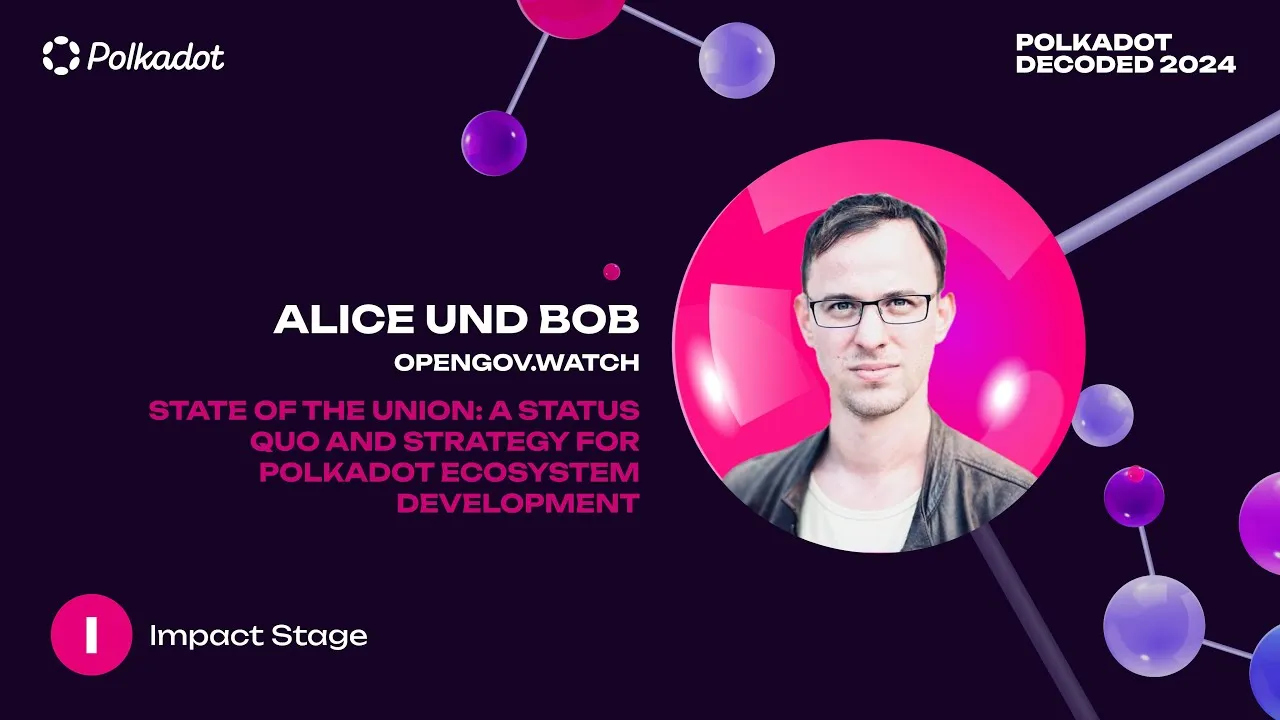 Polkadot
POLKADOT
DECODED 2024
ALICE UND BOB
OPENGOV.WATCH
STATE OF THE UNION: A STATUS
QUO AND STRATEGY FOR
POLKADOT ECOSYSTEM
DEVELOPMENT
I
Impact Stage